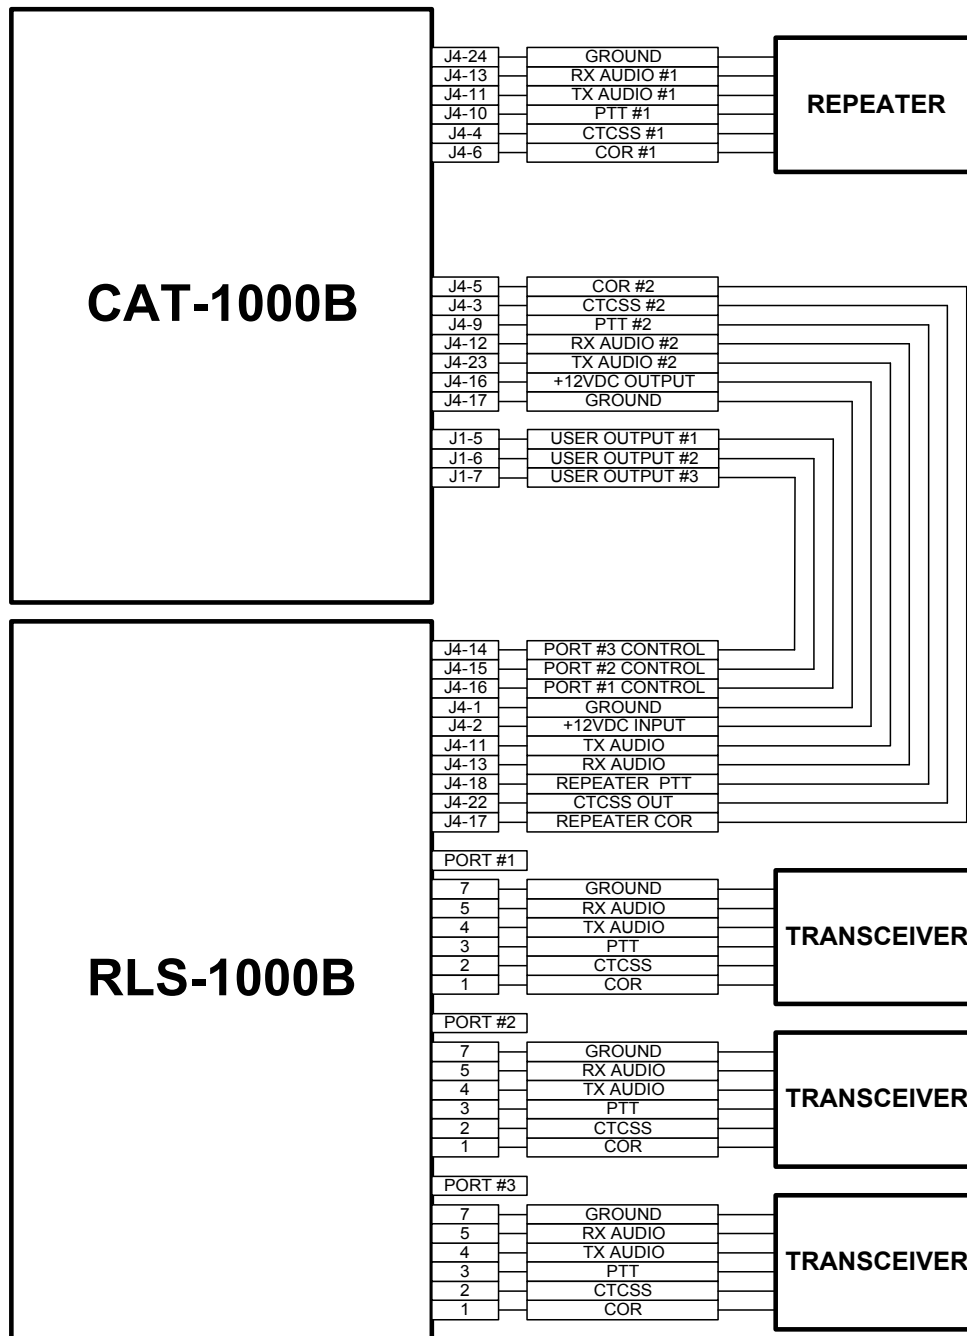 J4-24 GROUND
J4-13 RX AUDIO #1
J4-11 TX AUDIO #1
J4-10 PTT #1
J4-4 CTCSS #1
J4-6 COR #1
REPEATER
CAT-1000B
J4-5 COR #2
J4-3 CTCSS #2
J4-9 PTT #2
J4-12 RX AUDIO #2
J4-23 TX AUDIO #2
J4-16 +12VDC OUTPUT
J4-17 GROUND
J1-5 USER OUTPUT #1
J1-6 USER OUTPUT #2
J1-7 USER OUTPUT #3
J4-14 PORT #3 CONTROL
J4-15 PORT #2 CONTROL
J4-16 PORT #1 CONTROL
J4-1 GROUND
J4-2 +12VDC INPUT
J4-11 TX AUDIO
J4-13 RX AUDIO
J4-18 REPEATER PTT
J4-22 CTCSS OUT
J4-17 REPEATER COR
RLS-1000B
PORT #1
7 GROUND
5 RX AUDIO
4 TX AUDIO
3 PTT
2 CTCSS
1 COR
TRANSCEIVER
PORT #2
7 GROUND
5 RX AUDIO
4 TX AUDIO
3 PTT
2 CTCSS
1 COR
TRANSCEIVER
PORT #3
7 GROUND
5 RX AUDIO
4 TX AUDIO
3 PTT
2 CTCSS
1 COR
TRANSCEIVER